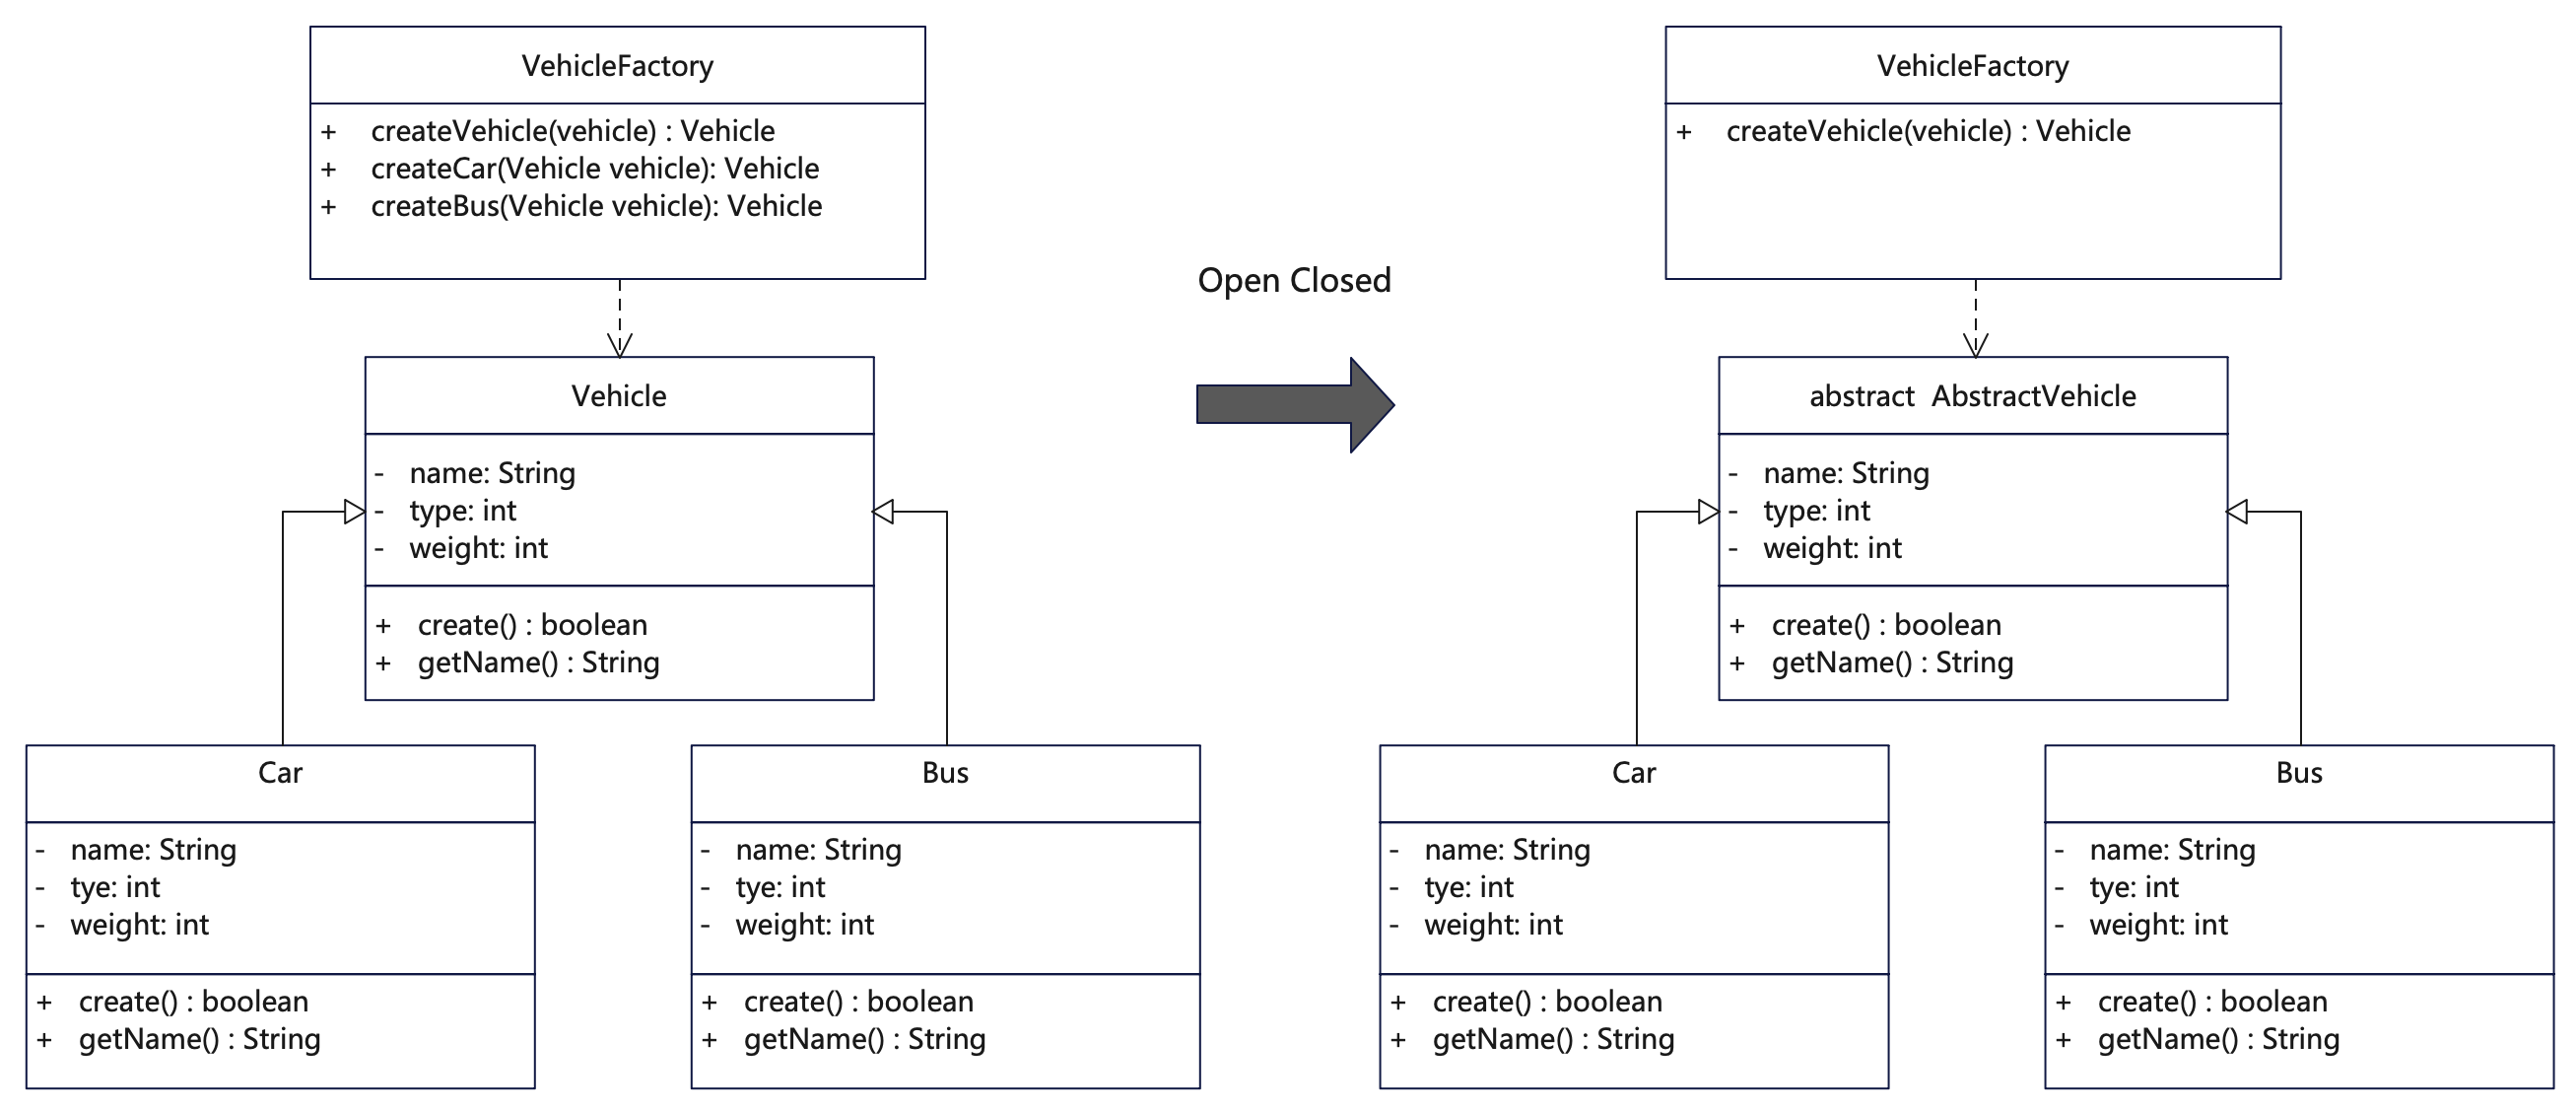 VehicleFactory
+ createVehicle(vehicle) : Vehicle
+ createCar(Vehicle vehicle): Vehicle
+ createBus(Vehicle vehicle): Vehicle
Vehicle
- name: String
- type: int
- weight: int
+ create() : boolean
+ getName() : String
Car
- name: String
- tye: int
- weight: int
+ create() : boolean
+ getName() : String
Bus
- name: String
- tye: int
- weight: int
+ create() : boolean
+ getName() : String
Open Closed
VehicleFactory
+ createVehicle(vehicle) : Vehicle
abstract AbstractVehicle
- name: String
- type: int
- weight: int
+ create() : boolean
+ getName() : String
Car
- name: String
- tye: int
- weight: int
+ create() : boolean
+ getName() : String
Bus
- name: String
- tye: int
- weight: int
+ create() : boolean
+ getName() : String